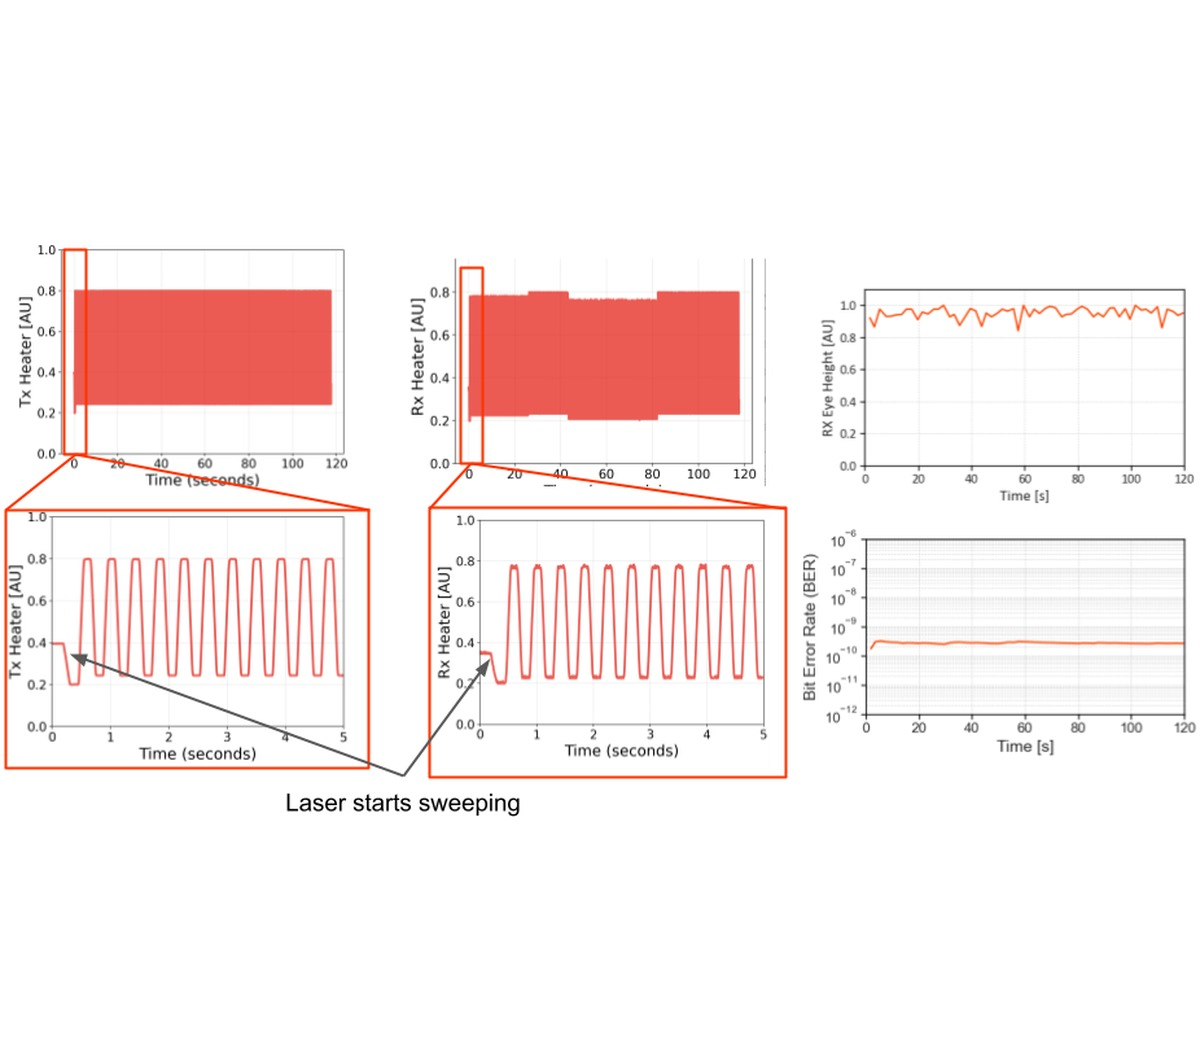 1.0
0.8
0.6
0.4
0.2
0.0
Tx Heater [AU]
0 20 40 60 80 100 120
Time (seconds)
0.8
0.6
0.4
0.2
0.0
Rx Heater [AU]
0 20 40 60 80 100 120
1.0
0.8
0.6
0.4
0.2
0.0
RX Eye Height [AU]
0 20 40 60 80 100 120
Time [s]
1.0
0.8
0.6
0.4
0.2
0.0
Tx Heater [AU]
0 1 2 3 4 5
Time (seconds)
1.0
0.8
0.6
0.4
0.2
0.0
Rx Heater [AU]
0 1 2 3 4 5
Time (seconds)
10⁻⁶
10⁻⁷
10⁻⁸
10⁻⁹
10⁻¹⁰
10⁻¹¹
10⁻¹²
Bit Error Rate (BER)
0 20 40 60 80 100 120
Time [s]
Laser starts sweeping